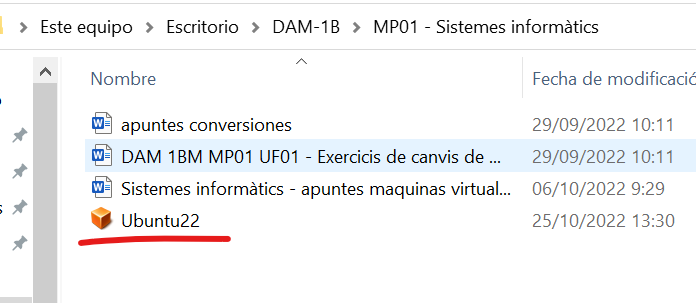 Este equipo > Escritorio > DAM-1B > MP01 - Sistemes informàtics
Nombre Fecha de modificació
apuntes conversiones 29/09/2022 10:11
DAM 1BM MP01 UF01 - Exercicis de canvis de ... 29/09/2022 10:11
Sistemes informàtics - apuntes maquinas virtual... 06/10/2022 9:29
Ubuntu22 25/10/2022 13:30